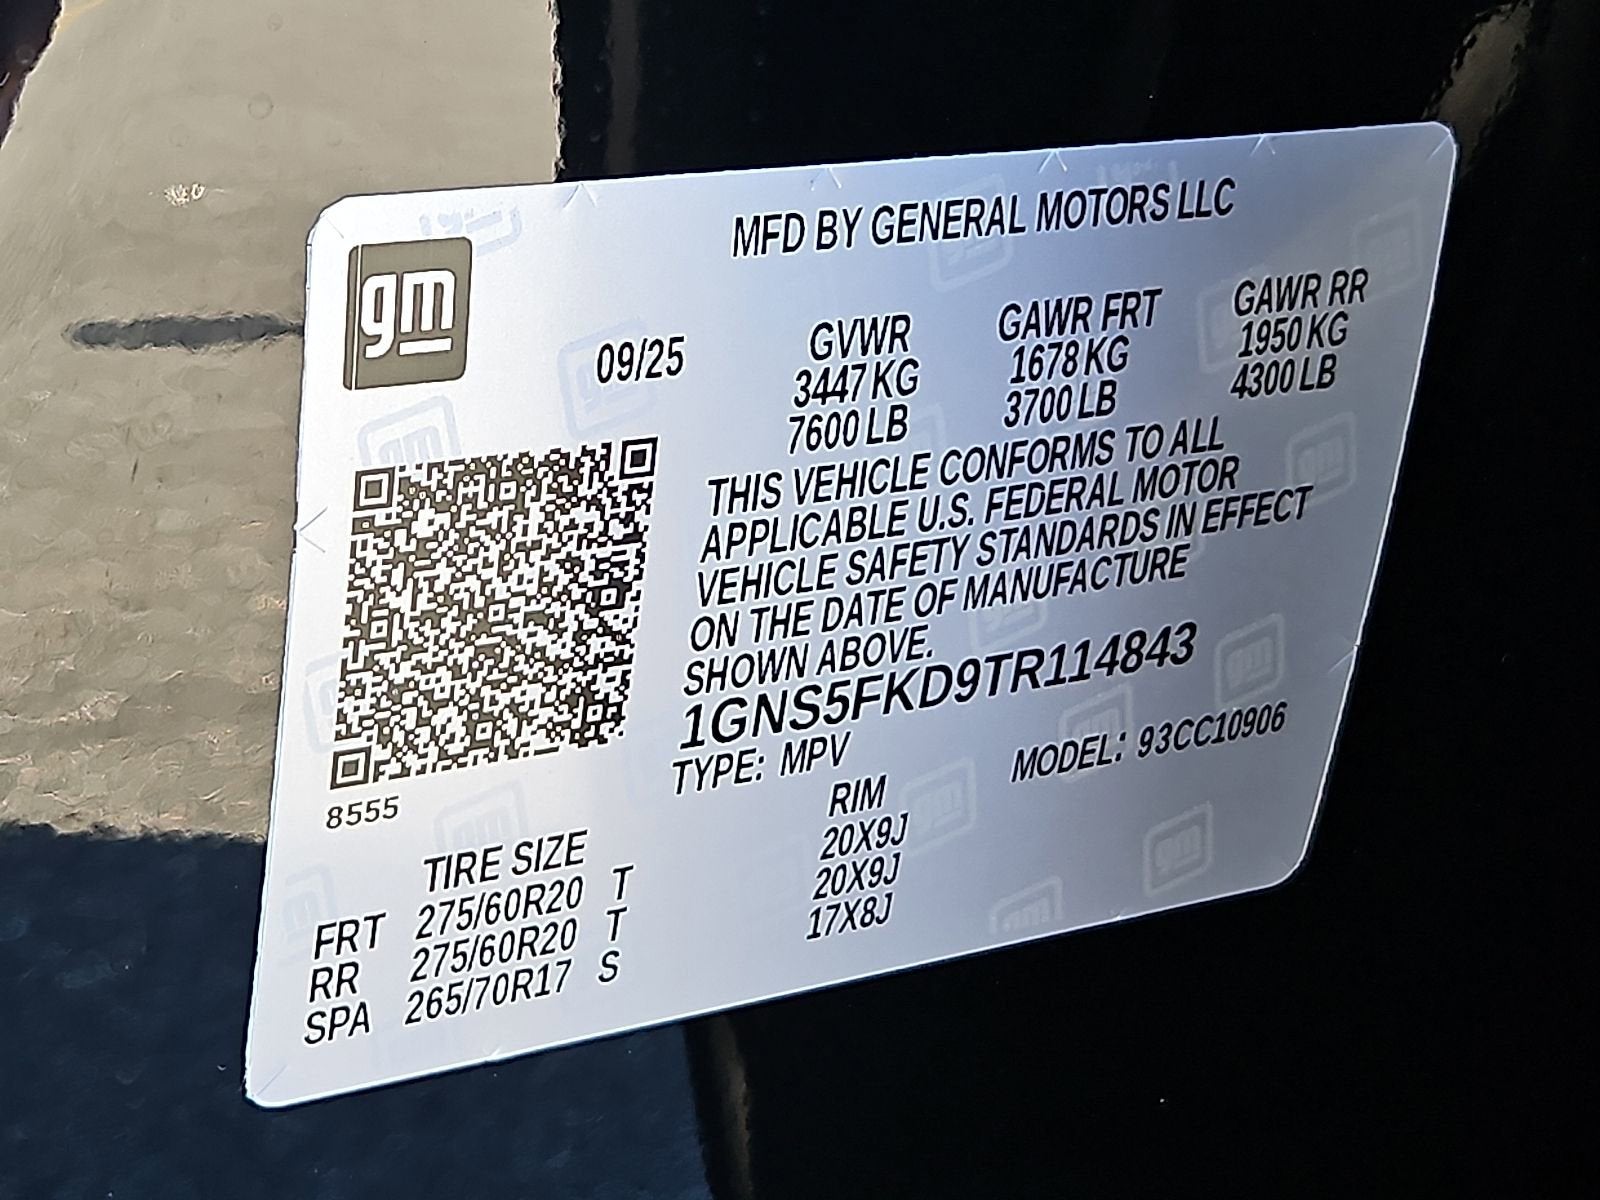 gm
MFD BY GENERAL MOTORS LLC
09/25
GVWR GAWR FRT GAWR RR
3447 KG 1678 KG 1950 KG
7600 LB 3700 LB 4300 LB
THIS VEHICLE CONFORMS TO ALL
APPLICABLE U.S. FEDERAL MOTOR
VEHICLE SAFETY STANDARDS IN EFFECT
ON THE DATE OF MANUFACTURE
SHOWN ABOVE.
1GNS5FKD9TR114843
TYPE: MPV MODEL: 93CC10906
8555
TIRE SIZE RIM
FRT 275/60R20 T 20X9J
RR 275/60R20 T 20X9J
SPA 265/70R17 S 17X8J